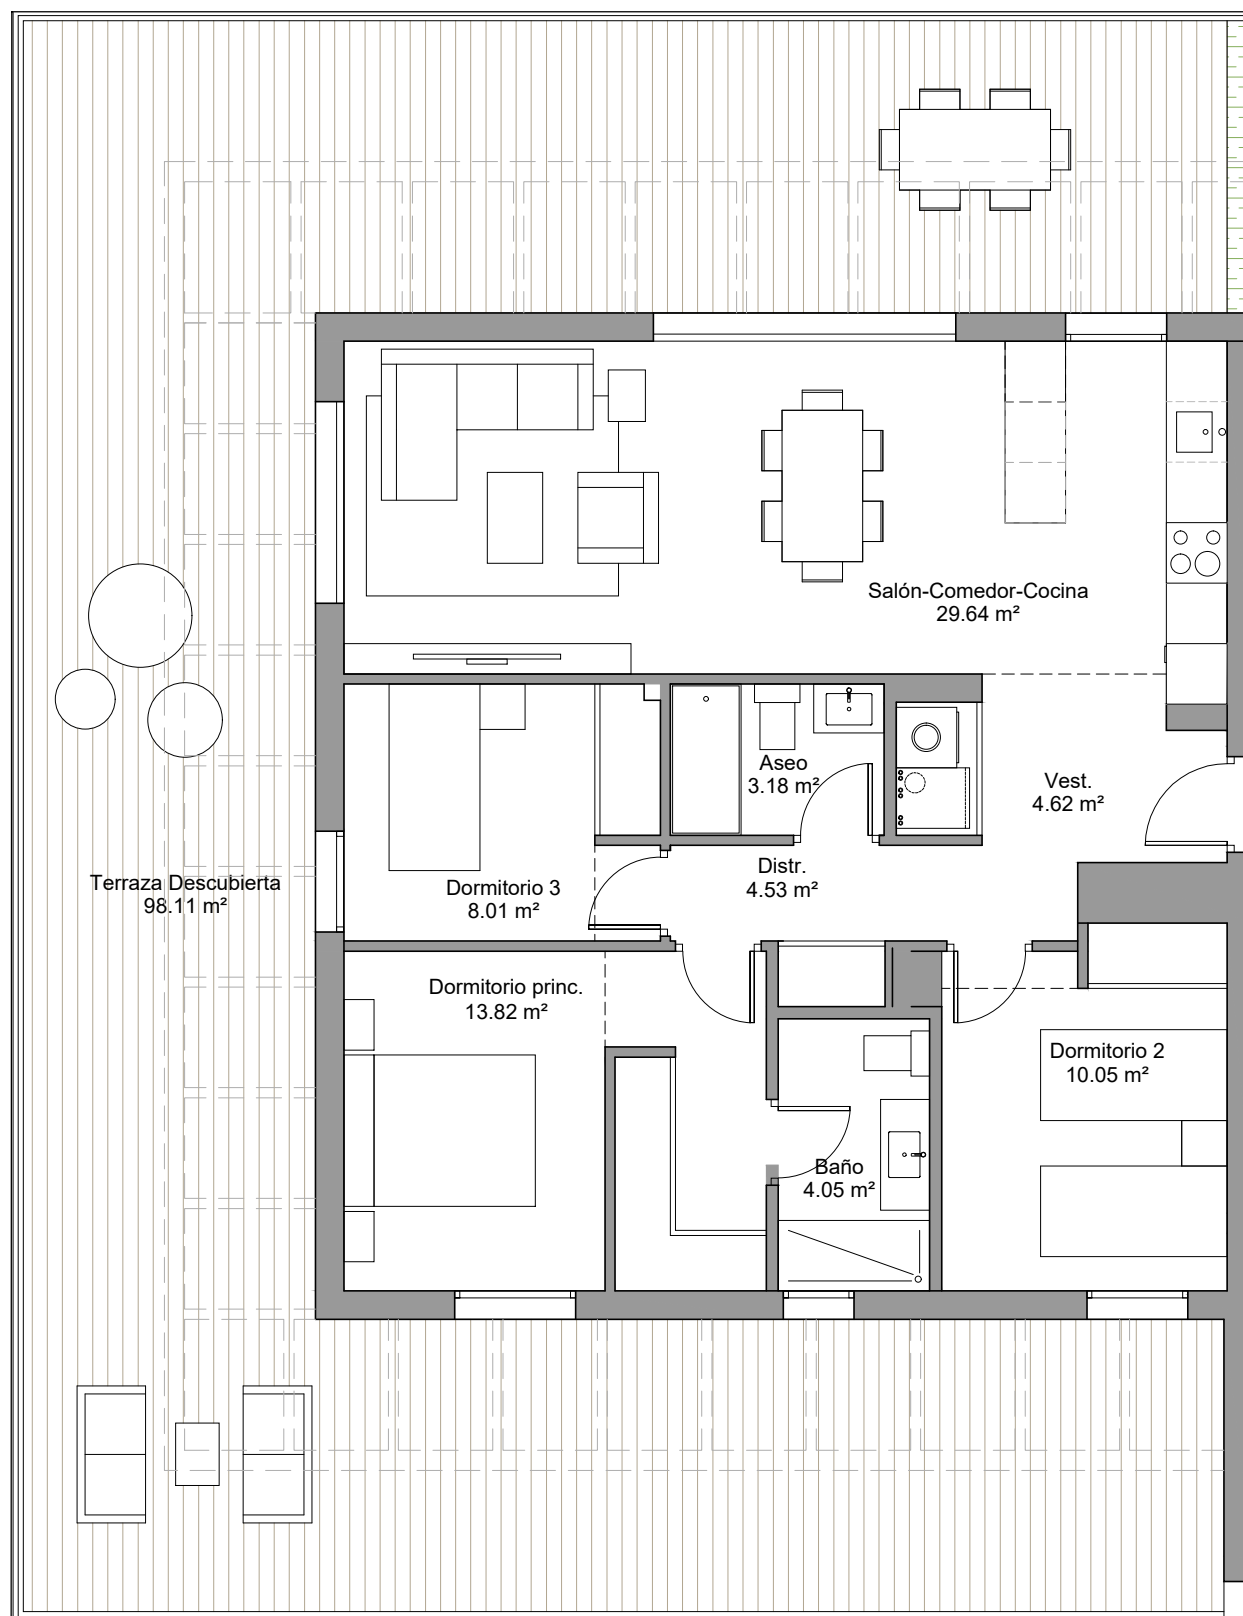 Salón-Comedor-Cocina
29.64 m²
Aseo
3.18 m²
Vest.
4.62 m²
Distr.
4.53 m²
Terraza Descubierta
98.11 m²
Dormitorio 3
8.01 m²
Dormitorio princ.
13.82 m²
Dormitorio 2
10.05 m²
Baño
4.05 m²